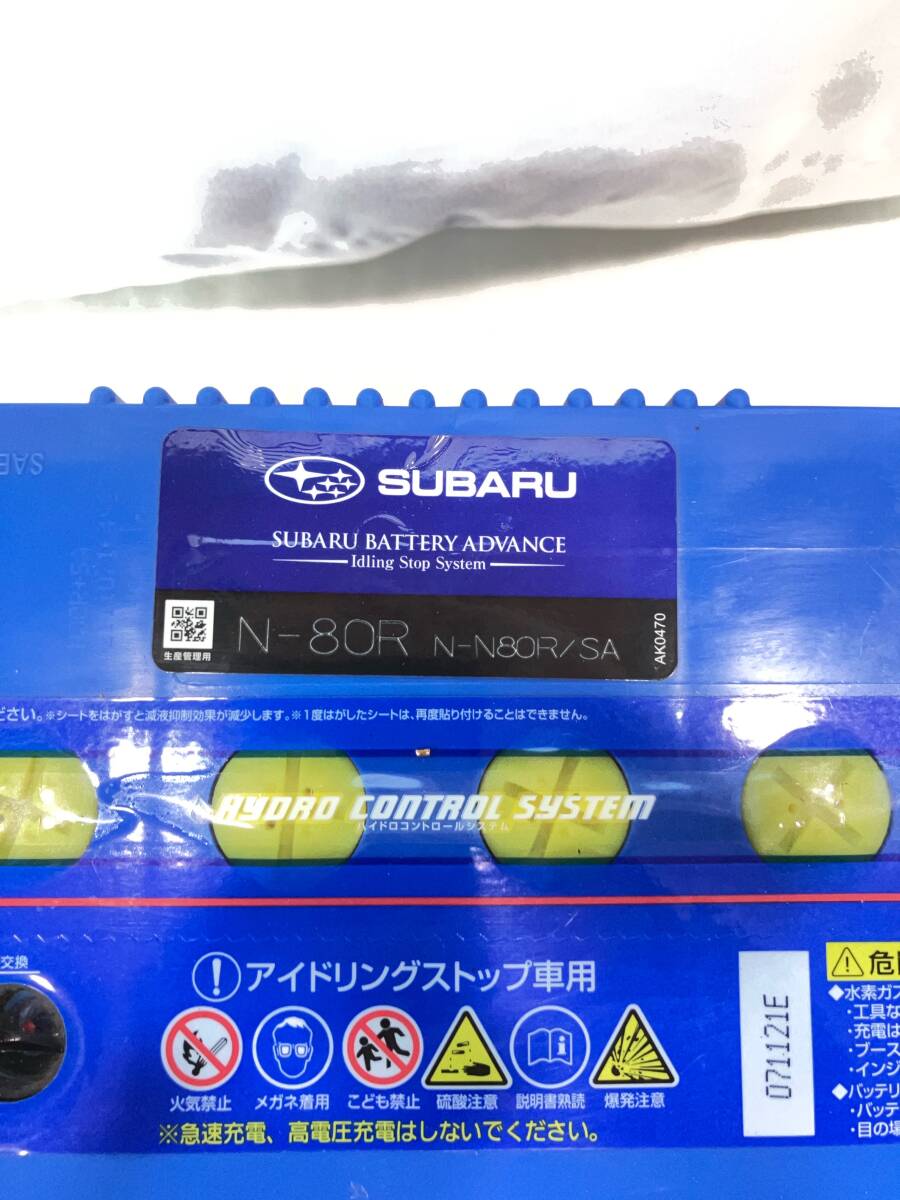 SUBARU
SUBARU BATTERY ADVANCE
Idling Stop System
N-80R N-N80R/SA
生産管理用
AK0470
ださい。※シートをはがすと減液抑制効果が減少します。※1度はがしたシートは、再度貼り付けることはできません。
HYDRO CONTROL SYSTEM
ハイドロコントロールシステム
交換
アイドリングストップ車用
火気禁止 メガネ着用 こども禁止 硫酸注意 説明書熟読 爆発注意
※急速充電、高電圧充電はしないでください。
071121E
危
◆水素ガ
・工具な
・充電は
・ブース
・インジ
◆バッテリ
・バッテ
・目の場